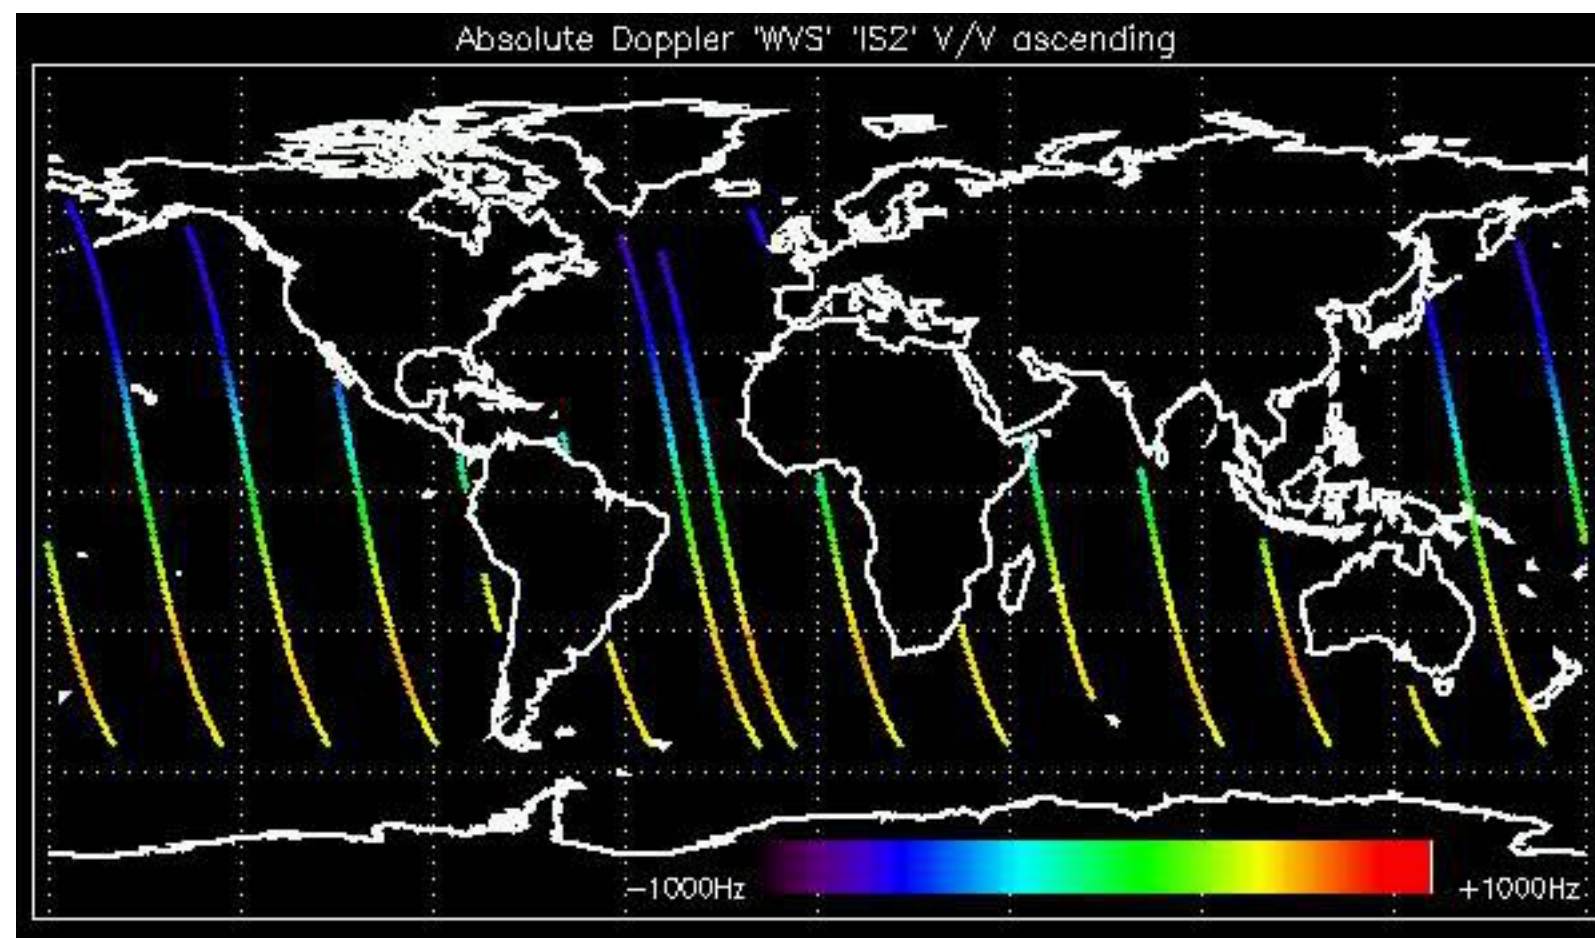 Absolute Doppler 'WVS' 'IS2' V/V ascending
−1000Hz +1000Hz